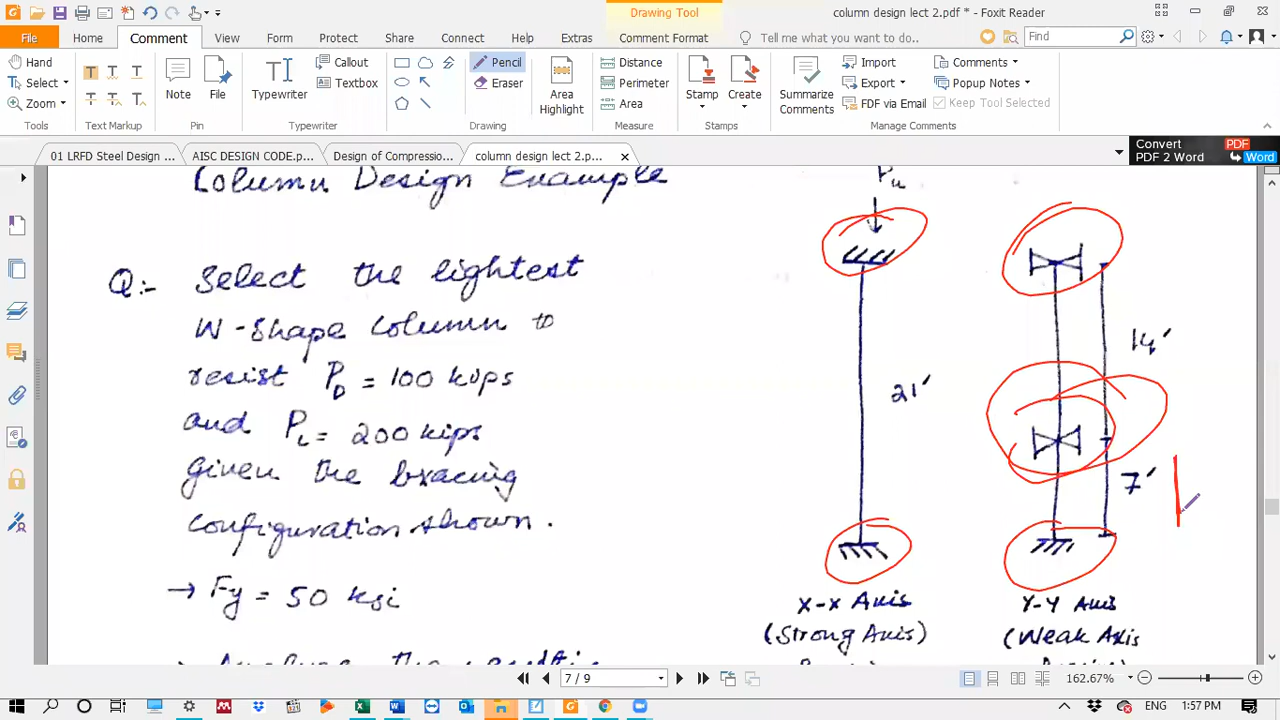 Drawing Tool
column design lect 2.pdf * - Foxit Reader
File Home Comment View Form Protect Share Connect Help Extras Comment Format Tell me what you want to do... Find
Hand
Select
Zoom
Tools
Text Markup
Note
File
Pin
Typewriter
Callout
Textbox
Typewriter
Pencil
Eraser
Drawing
Area Highlight
Distance
Perimeter
Area
Measure
Stamp
Create
Stamps
Summarize Comments
Import
Export
FDF via Email
Comments
Popup Notes
Keep Tool Selected
Manage Comments
01 LRFD Steel Design ...
AISC DESIGN CODE.pd...
Design of Compressio...
column design lect 2.p...
Convert PDF
PDF 2 Word Word
Column Design Example
Q:- Select the lightest
W-shape column to
resist PD = 100 kips
and PL = 200 kips
given the bracing
configuration shown.
→ Fy = 50 ksi
Pu
21'
14'
7'
X-X Axis
(Strong Axis)
Y-Y Axis
(Weak Axis
7 / 9
162.67%
1:57 PM